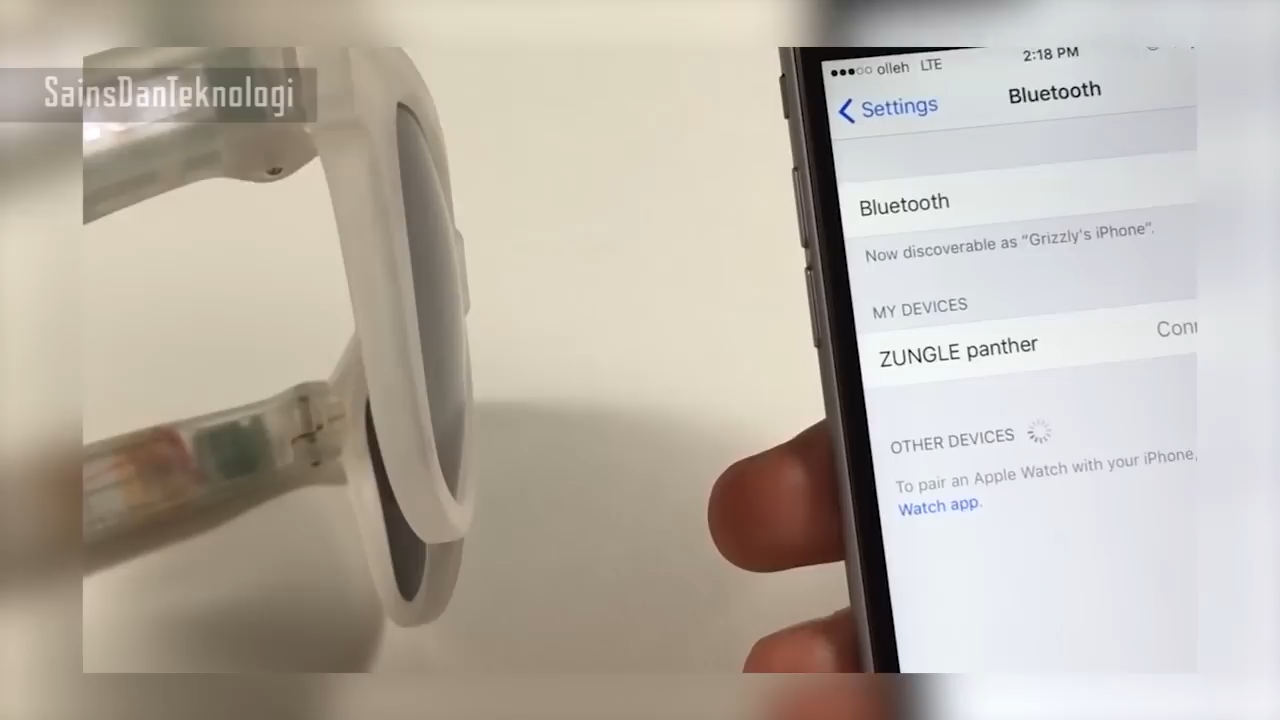 SainsDanTeknologi
olleh LTE 2:18 PM
Settings Bluetooth
Bluetooth
Now discoverable as “Grizzly's iPhone”.
MY DEVICES
ZUNGLE panther
OTHER DEVICES
To pair an Apple Watch with your iPhone,
Watch app.